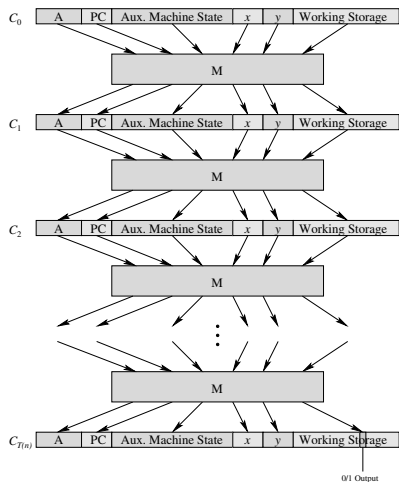 C0 A PC Aux. Machine State x y Working Storage
M
C1 A PC Aux. Machine State x y Working Storage
M
C2 A PC Aux. Machine State x y Working Storage
M
M
CT(n) A PC Aux. Machine State x y Working Storage
0/1 Output